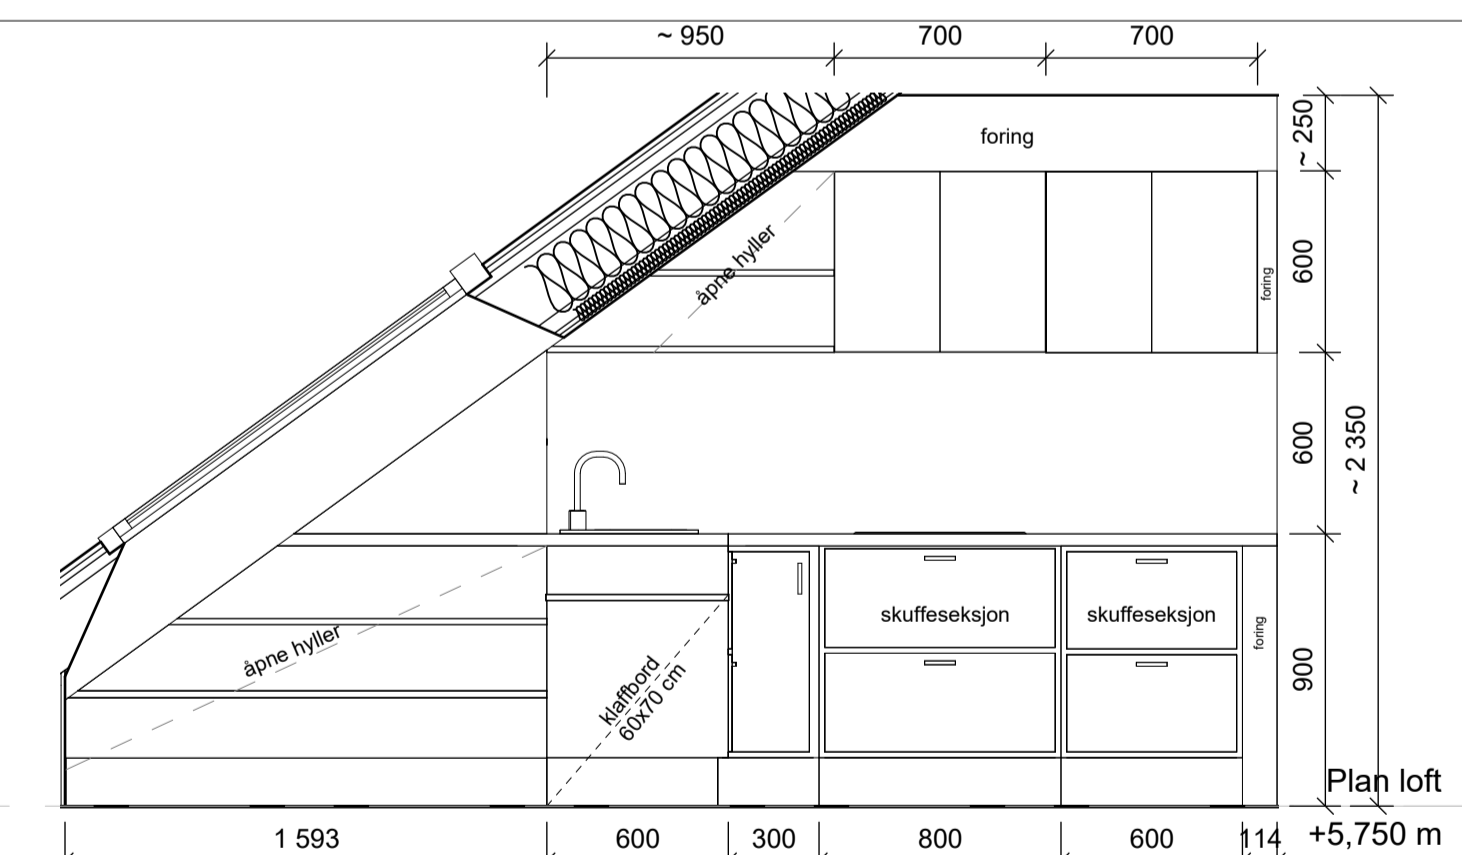 ~ 950
700
700
~ 250
foring
600
åpne hyller
foring
600
~ 2 350
skuffeseksjon
skuffeseksjon
foring
åpne hyller
klaffbord
60x70 cm
900
Plan loft
1 593
600
300
800
600
114
+5,750 m